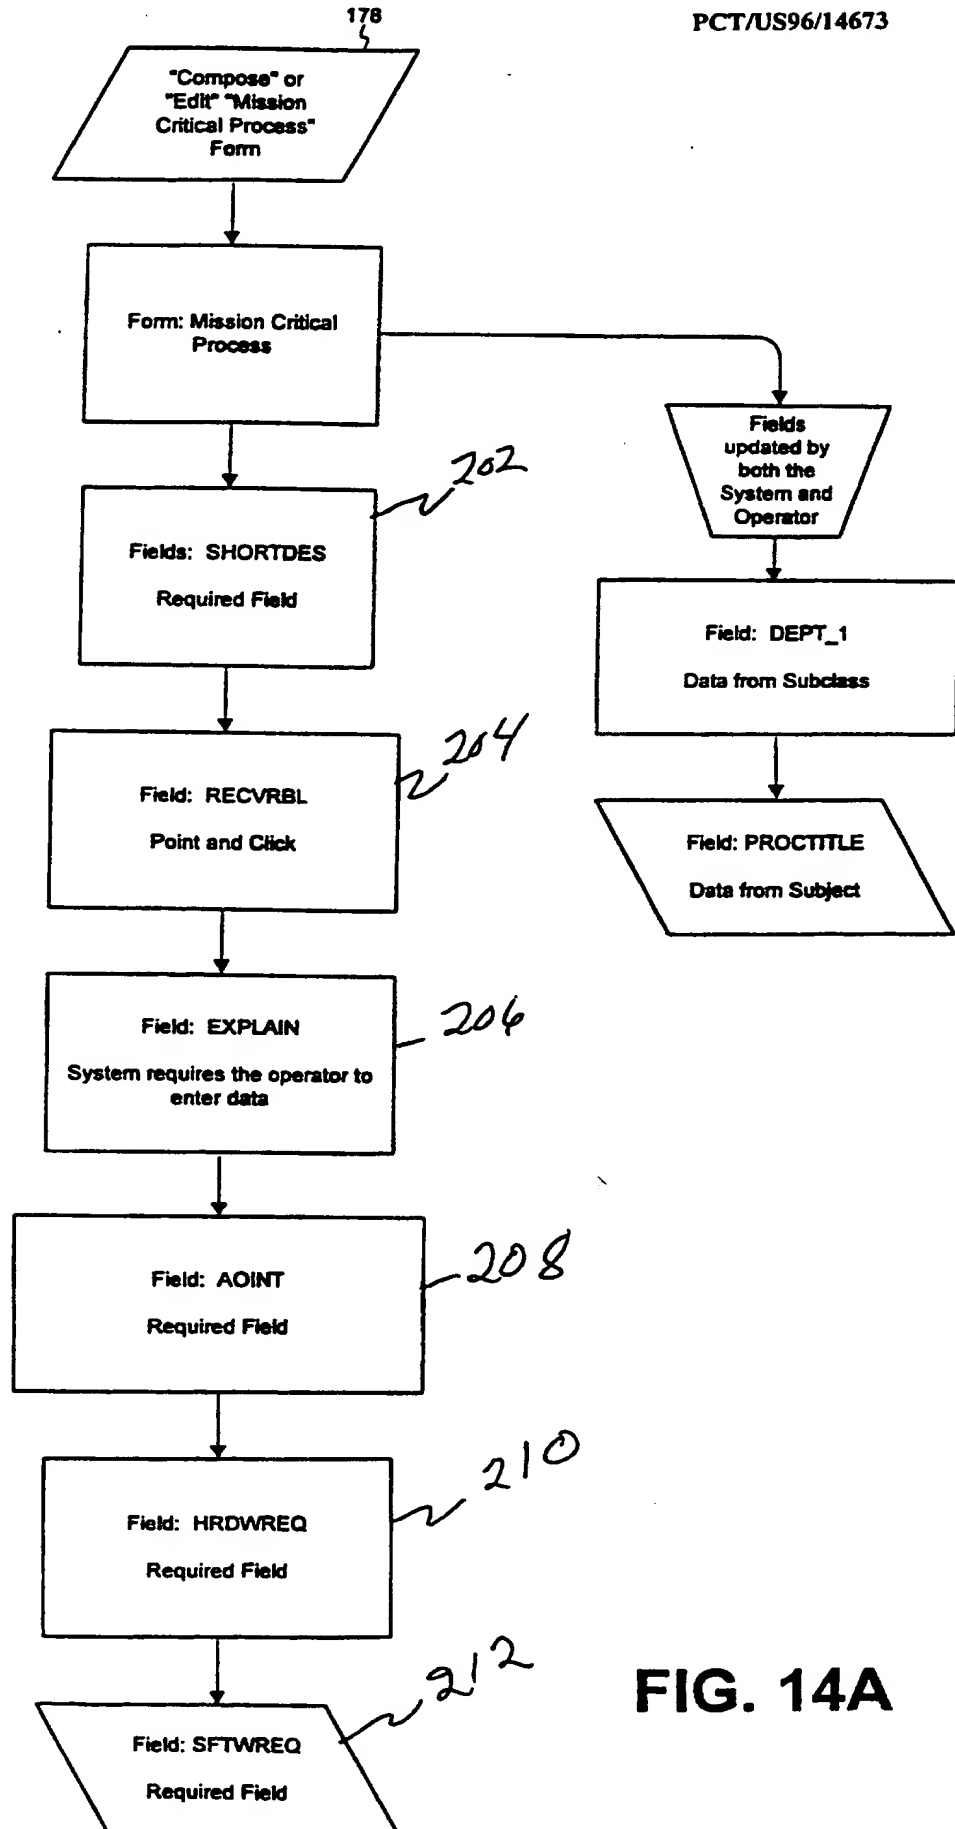 178
PCT/US96/14673
"Compose" or
"Edit" "Mission
Critical Process"
Form
Form: Mission Critical
Process
Fields
updated by
both the
System and
Operator
202
Fields: SHORTDES
Required Field
Field: DEPT_1
Data from Subclass
204
Field: RECVRBL
Point and Click
Field: PROCTITLE
Data from Subject
206
Field: EXPLAIN
System requires the operator to
enter data
208
Field: AOINT
Required Field
210
Field: HRDWREQ
Required Field
212
Field: SFTWREQ
Required Field
FIG. 14A